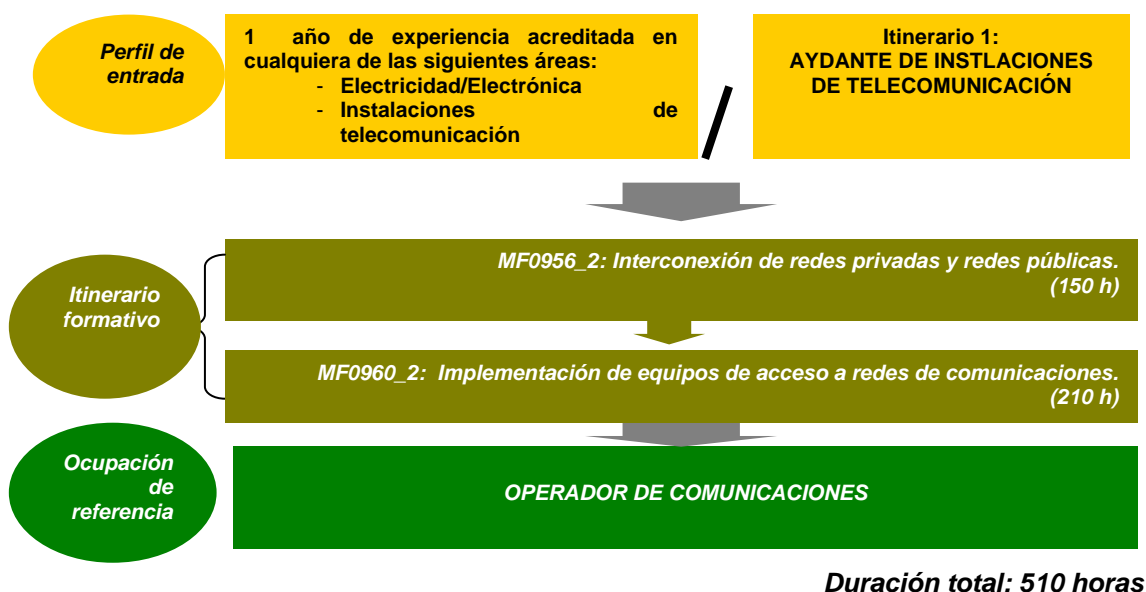 Perfil de
entrada
1 año de experiencia acreditada en
cualquiera de las siguientes áreas:
- Electricidad/Electrónica
- Instalaciones de
telecomunicación
Itinerario 1:
AYDANTE DE INSTLACIONES
DE TELECOMUNICACIÓN
Itinerario
formativo
MF0956_2: Interconexión de redes privadas y redes públicas.
(150 h)
MF0960_2: Implementación de equipos de acceso a redes de comunicaciones.
(210 h)
Ocupación
de
referencia
OPERADOR DE COMUNICACIONES
Duración total: 510 horas